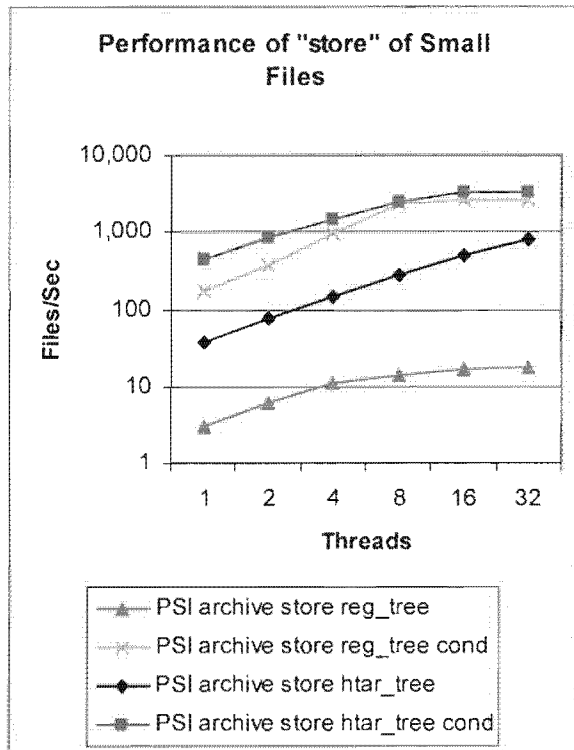 Performance of "store" of Small
Files
10,000
1,000
100
10
1
Files/Sec
1 2 4 8 16 32
Threads
PSI archive store reg_tree
PSI archive store reg_tree cond
PSI archive store htar_tree
PSI archive store htar_tree cond